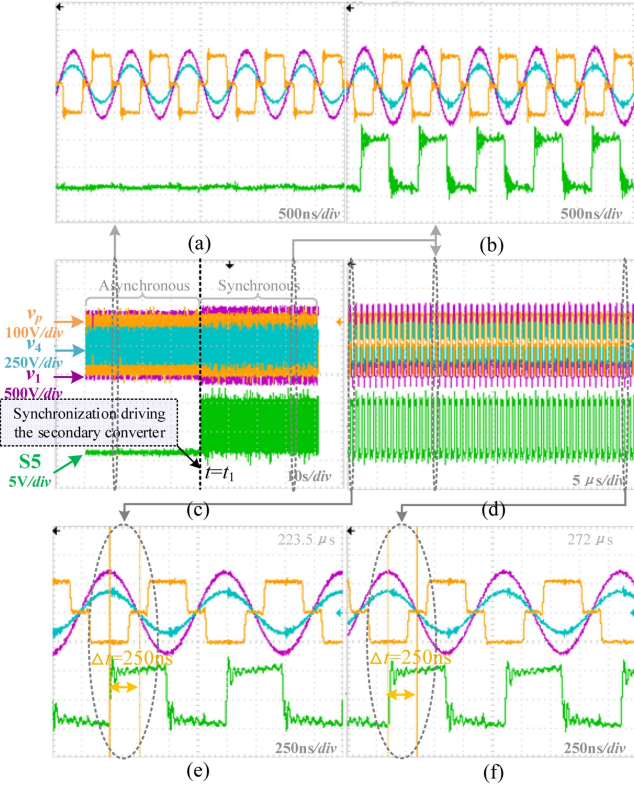 500ns/div
500ns/div
(a)
(b)
Asynchronous
Synchronous
vp
100V/div
v4
250V/div
v1
500V/div
Synchronization driving
the secondary converter
S5
5V/div
t=t1
10s/div
5 μs/div
(c)
(d)
223.5 μs
272 μs
Δt=250ns
Δt=250ns
250ns/div
250ns/div
(e)
(f)